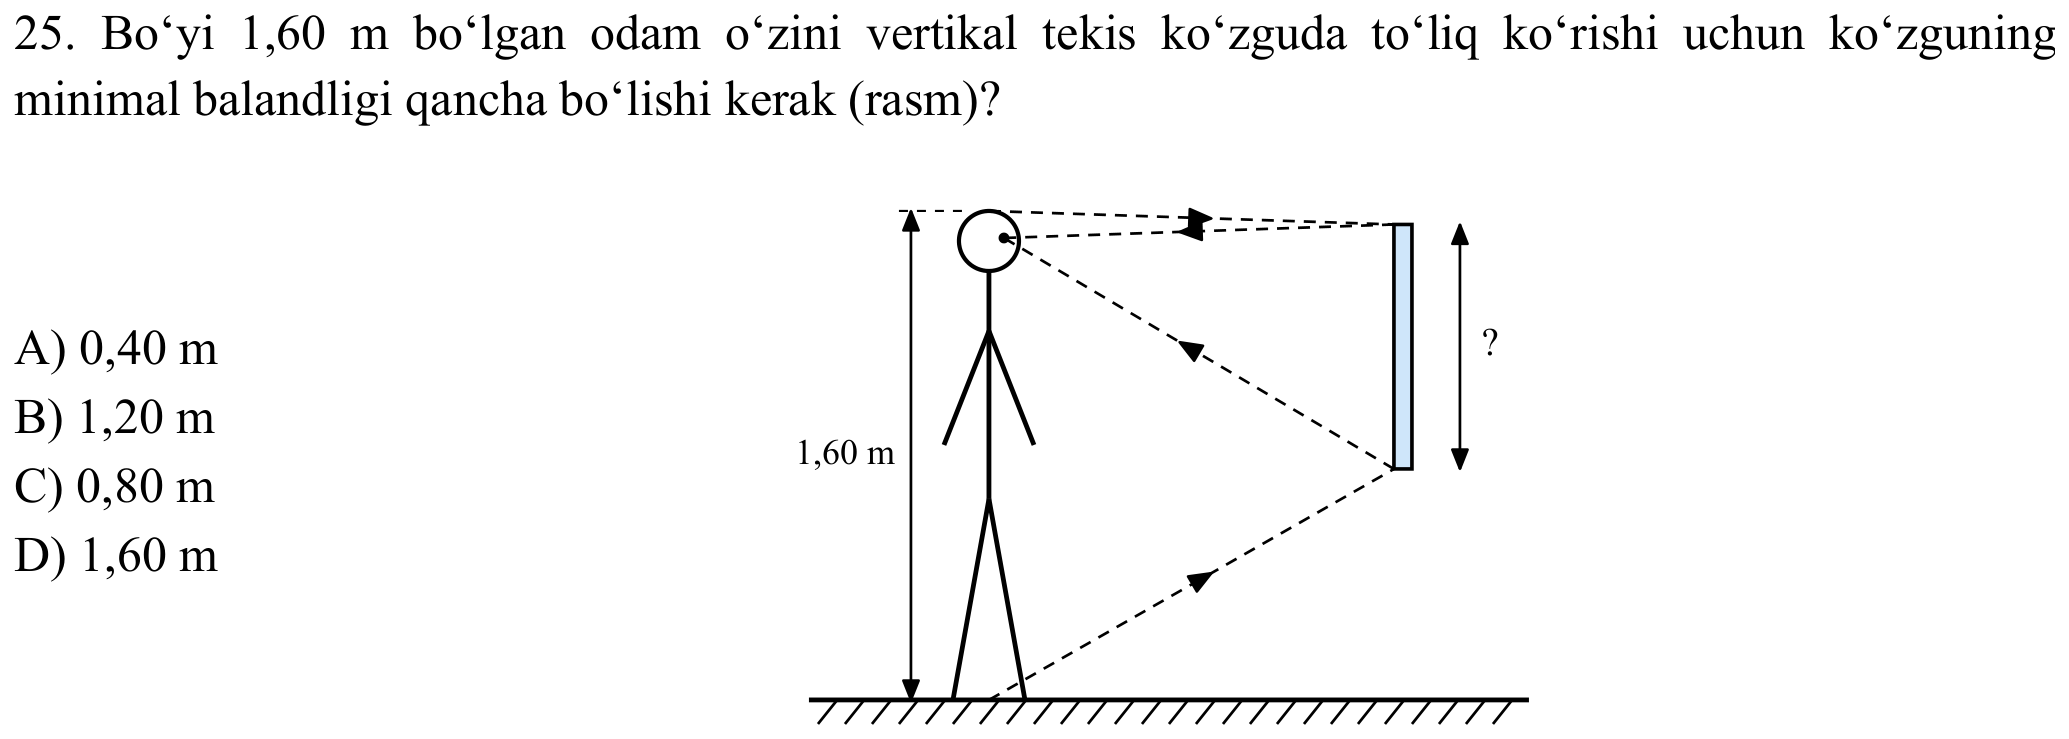 25. Bo‘yi 1,60 m bo‘lgan odam o‘zini vertikal tekis ko‘zguda to‘liq ko‘rishi uchun ko‘zguning
minimal balandligi qancha bo‘lishi kerak (rasm)?
A) 0,40 m
B) 1,20 m
C) 0,80 m
D) 1,60 m
1,60 m
?